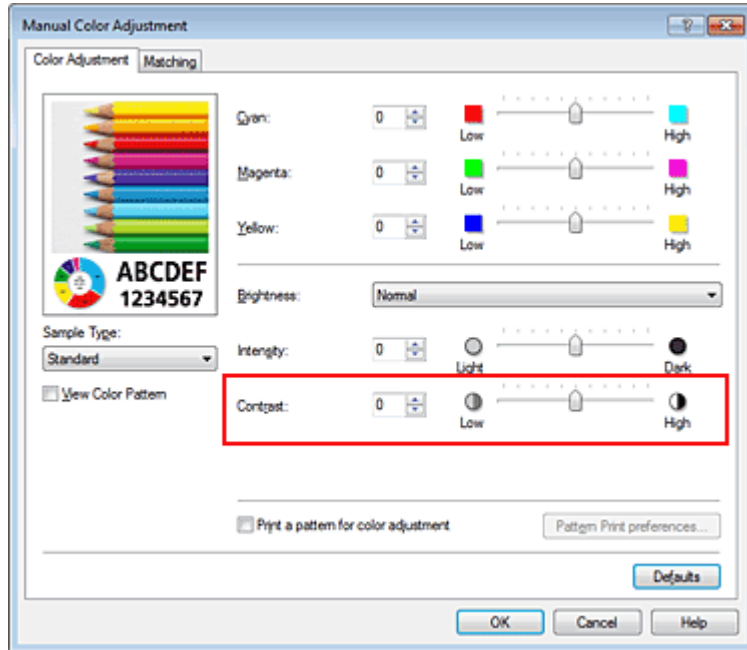 Manual Color Adjustment
Color Adjustment Matching
ABCDEF
1234567
Sample Type:
Standard
View Color Pattern
Cyan: 0 Low High
Magenta: 0 Low High
Yellow: 0 Low High
Brightness: Normal
Intensity: 0 Light Dark
Contrast: 0 Low High
Print a pattern for color adjustment Pattern Print preferences...
Defaults
OK Cancel Help